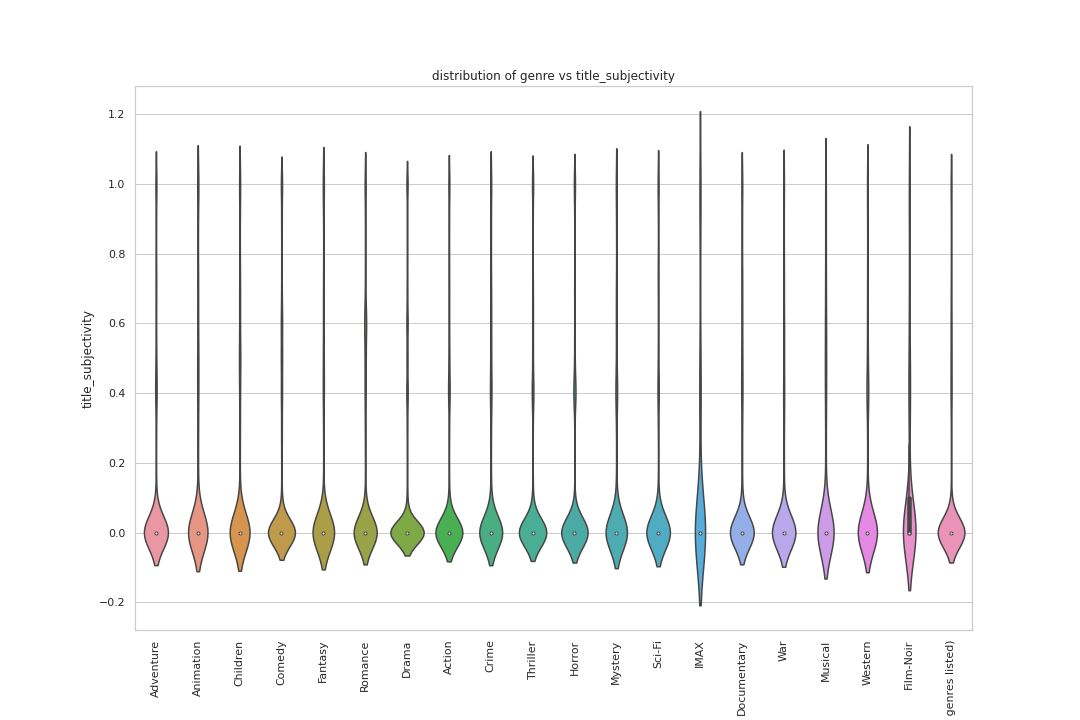 distribution of genre vs title_subjectivity
title_subjectivity
1.2
1.0
0.8
0.6
0.4
0.2
0.0
−0.2
Adventure
Animation
Children
Comedy
Fantasy
Romance
Drama
Action
Crime
Thriller
Horror
Mystery
Sci-Fi
IMAX
Documentary
War
Musical
Western
Film-Noir
genres listed)